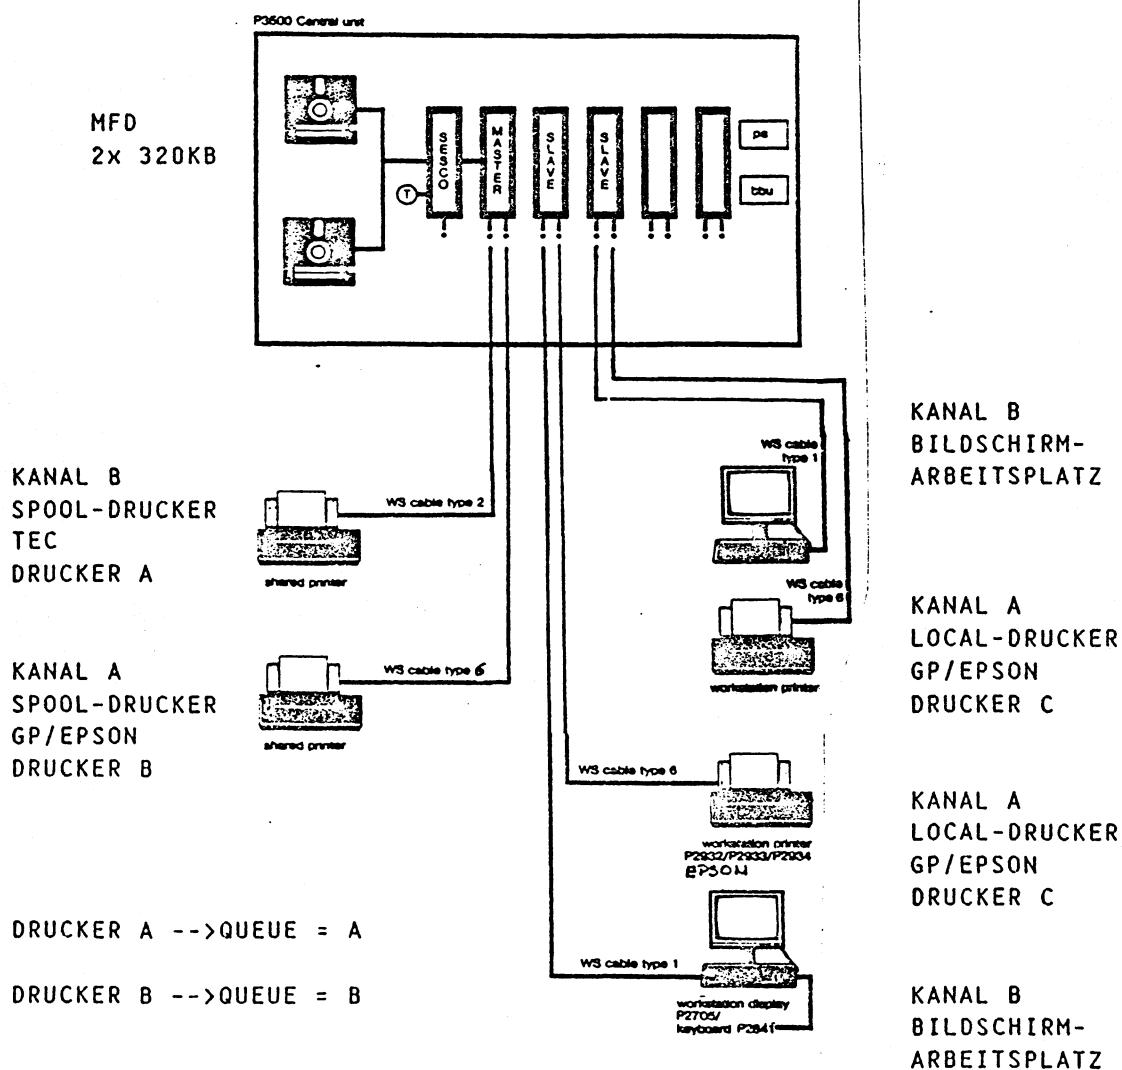 P3500 Central unit
MFD
2x 320KB
SESCO
MASTER
SLAVE
SLAVE
ps
bbu
T
KANAL B
BILDSCHIRM-
ARBEITSPLATZ
WS cable
type 1
KANAL B
SPOOL-DRUCKER
TEC
DRUCKER A
WS cable type 2
shared printer
WS cable
type 6
KANAL A
LOCAL-DRUCKER
GP/EPSON
DRUCKER C
workstation printer
KANAL A
SPOOL-DRUCKER
GP/EPSON
DRUCKER B
WS cable type 6
shared printer
WS cable type 6
workstation printer
P2932/P2933/P2934
EPSON
KANAL A
LOCAL-DRUCKER
GP/EPSON
DRUCKER C
DRUCKER A -->QUEUE = A
DRUCKER B -->QUEUE = B
WS cable type 1
workstation display
P2705/
keyboard
KANAL B
BILDSCHIRM-
ARBEITSPLATZ